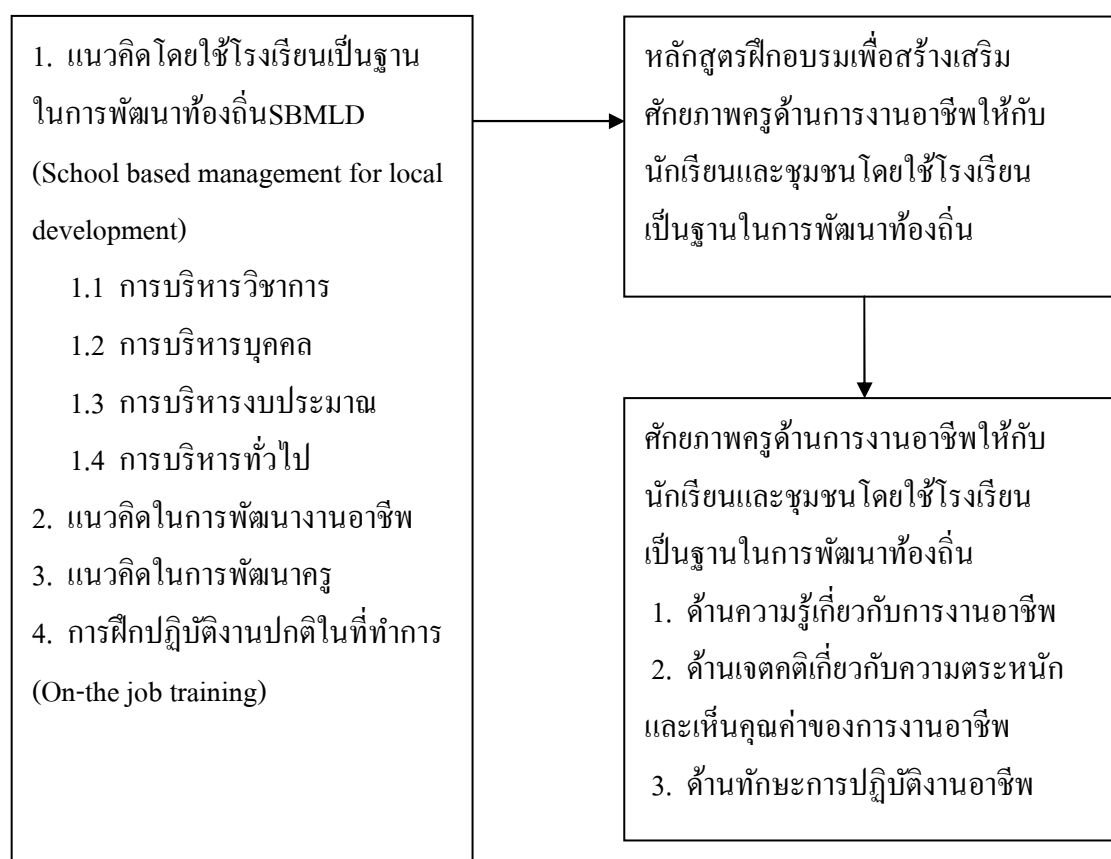 1. แนวคิดโดยใช้โรงเรียนเป็นฐาน
ในการพัฒนาท้องถิ่นSBMLD
(School based management for local
development)
1.1 การบริหารวิชาการ
1.2 การบริหารบุคคล
1.3 การบริหารงบประมาณ
1.4 การบริหารทั่วไป
2. แนวคิดในการพัฒนางานอาชีพ
3. แนวคิดในการพัฒนาครู
4. การฝึกปฏิบัติงานปกติในที่ทำการ
(On-the job training)
หลักสูตรฝึกอบรมเพื่อสร้างเสริม
ศักยภาพครูด้านการงานอาชีพให้กับ
นักเรียนและชุมชนโดยใช้โรงเรียน
เป็นฐานในการพัฒนาท้องถิ่น
ศักยภาพครูด้านการงานอาชีพให้กับ
นักเรียนและชุมชนโดยใช้โรงเรียน
เป็นฐานในการพัฒนาท้องถิ่น
1. ด้านความรู้เกี่ยวกับการงานอาชีพ
2. ด้านเจตคติเกี่ยวกับความตระหนัก
และเห็นคุณค่าของการงานอาชีพ
3. ด้านทักษะการปฏิบัติงานอาชีพ